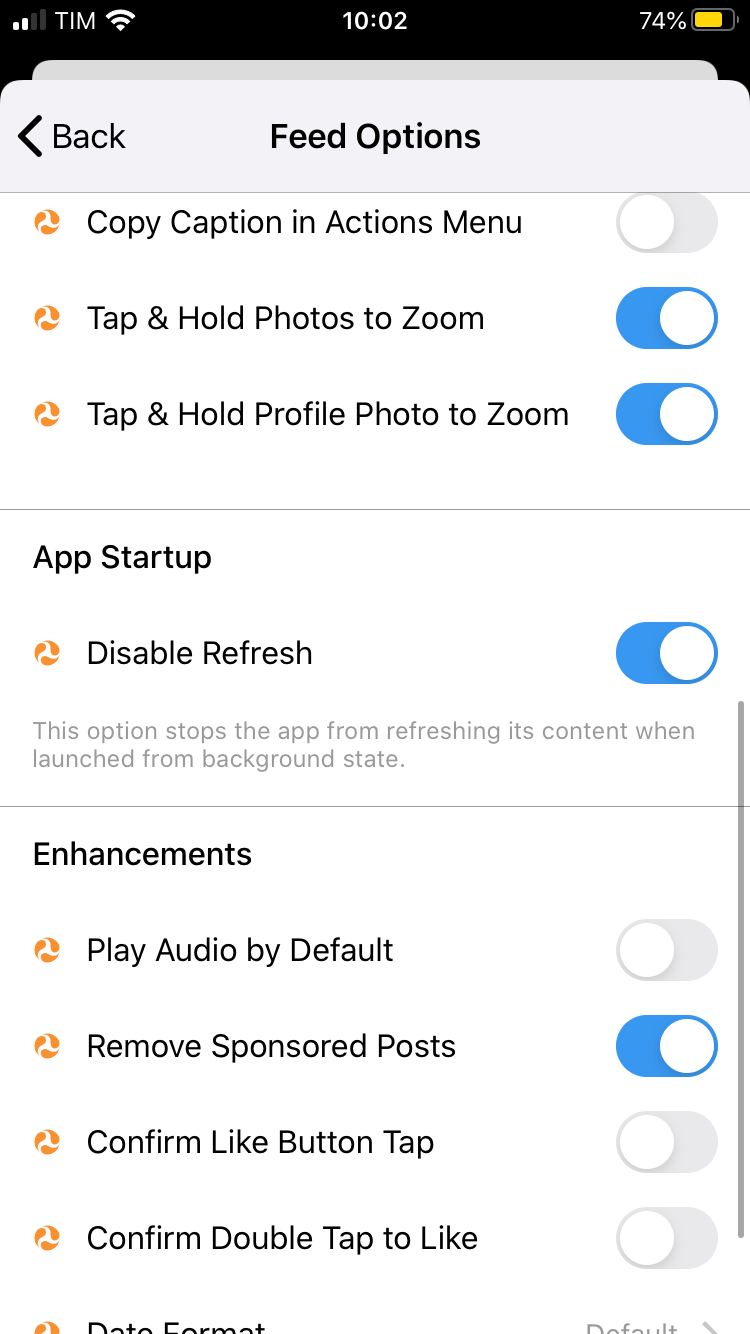 TIM
10:02
74%
Back
Feed Options
Copy Caption in Actions Menu
Tap & Hold Photos to Zoom
Tap & Hold Profile Photo to Zoom
App Startup
Disable Refresh
This option stops the app from refreshing its content when
launched from background state.
Enhancements
Play Audio by Default
Remove Sponsored Posts
Confirm Like Button Tap
Confirm Double Tap to Like
Date Format
Default